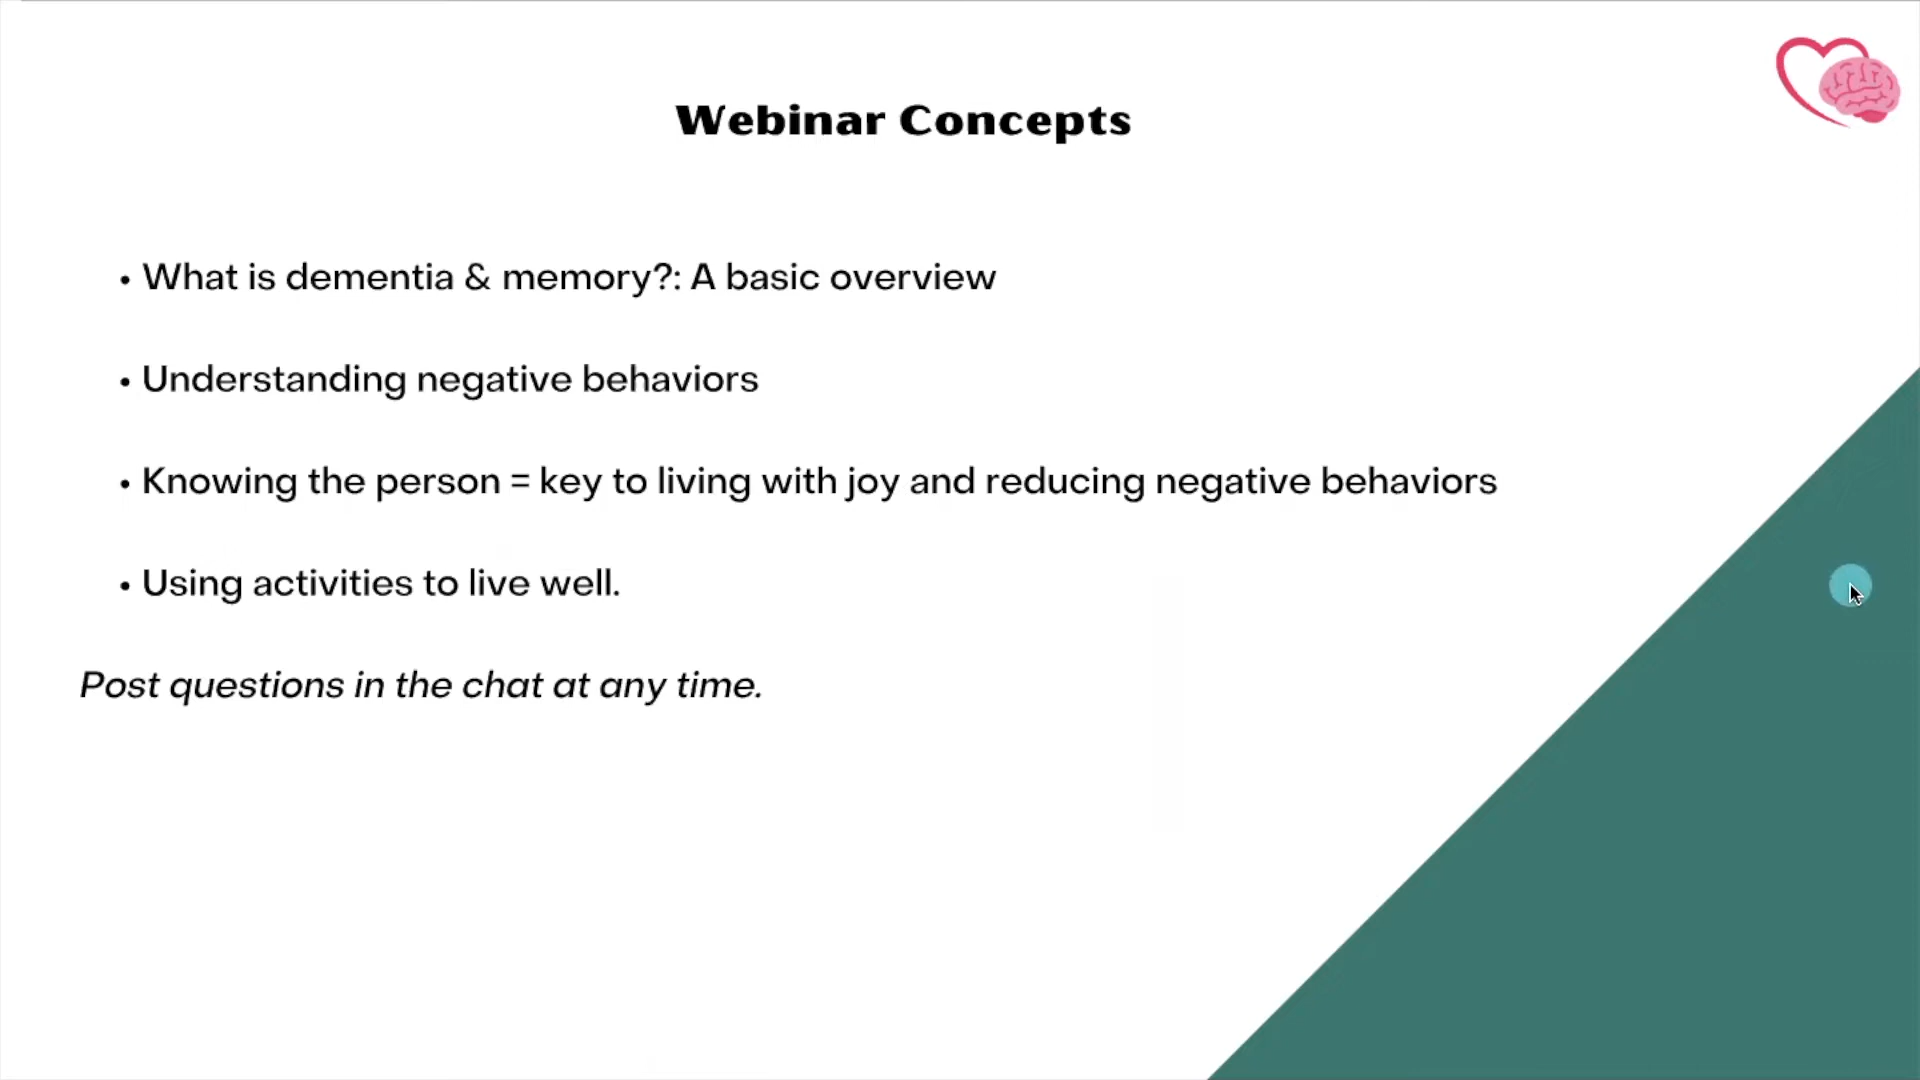 Webinar Concepts
• What is dementia & memory?: A basic overview
• Understanding negative behaviors
• Knowing the person = key to living with joy and reducing negative behaviors
• Using activities to live well.
Post questions in the chat at any time.